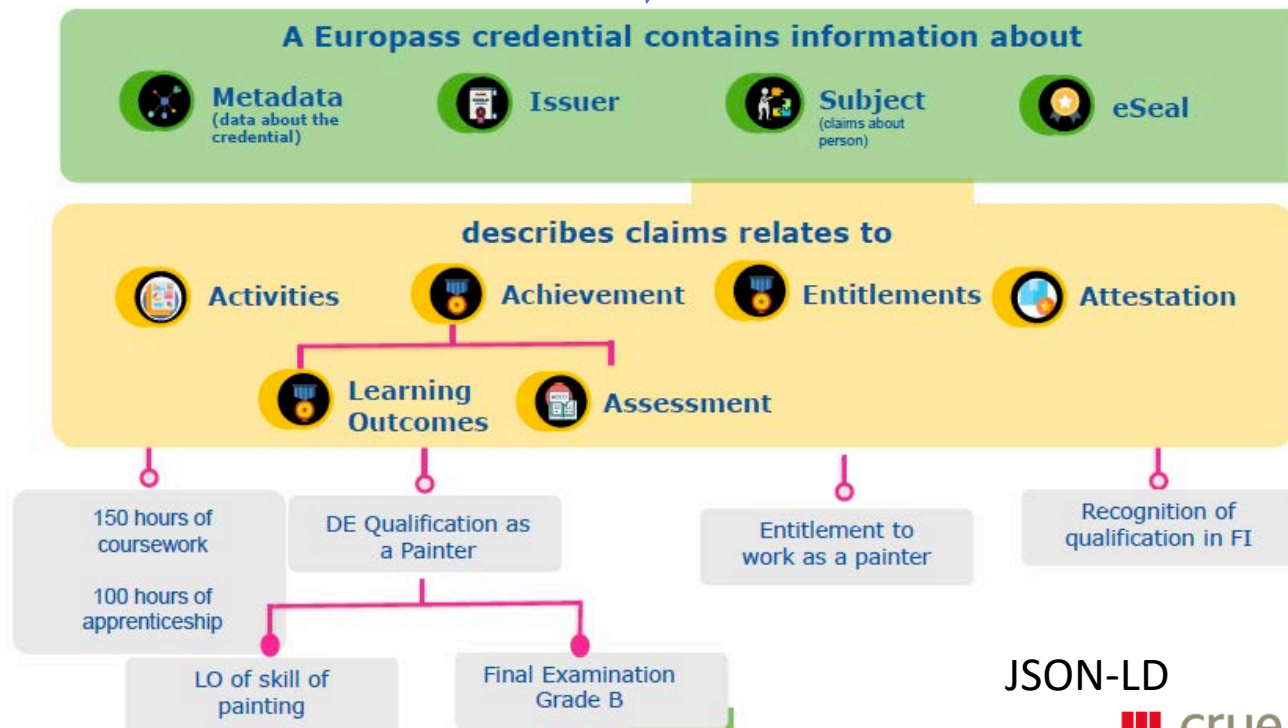 A Europass credential contains information about
Metadata
(data about the
credential)
Issuer
Subject
(claims about
person)
eSeal
describes claims relates to
Activities
Achievement
Entitlements
Attestation
Learning
Outcomes
Assessment
150 hours of
coursework
100 hours of
apprenticeship
DE Qualification as
a Painter
Entitlement to
work as a painter
Recognition of
qualification in FI
LO of skill of
painting
Final Examination
Grade B
JSON-LD
crue